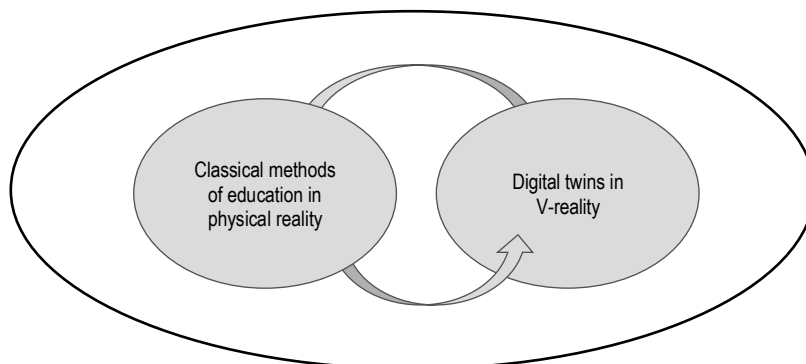 Classical methods
of education in
physical reality
Digital twins in
V-reality